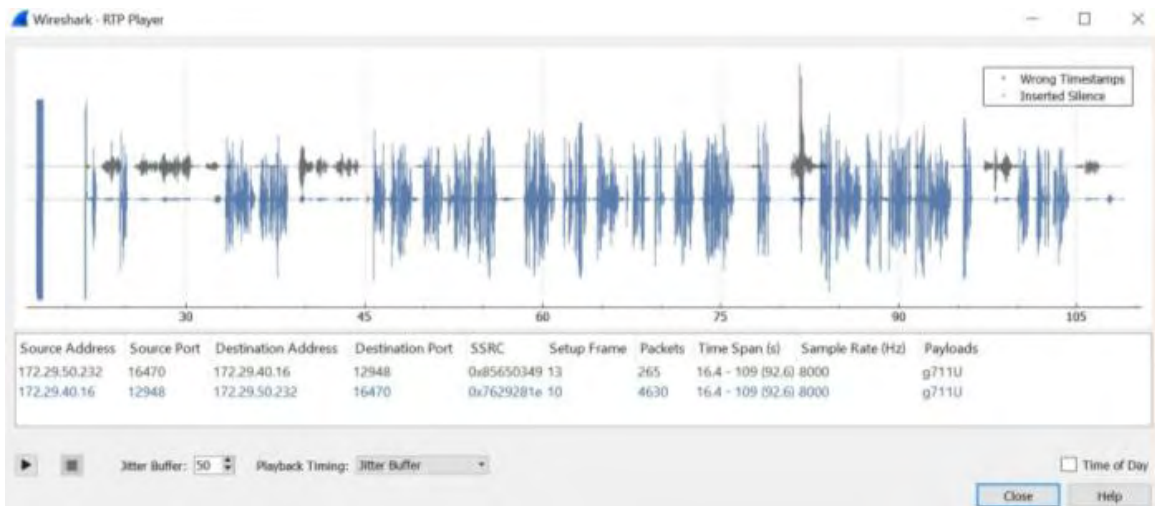 Wireshark - RTP Player
Wrong Timestamps
Inserted Silence
30 45 60 75 90 105
Source Address Source Port Destination Address Destination Port SSRC Setup Frame Packets Time Span (s) Sample Rate (Hz) Payloads
172.29.50.232 16470 172.29.40.16 12948 0x85650349 13 265 16.4 - 109 (92.6) 8000 g711U
172.29.40.16 12948 172.29.50.232 16470 0x7629281e 10 4630 16.4 - 109 (92.6) 8000 g711U
Jitter Buffer: 50 Playback Timing: Jitter Buffer Time of Day
Close Help